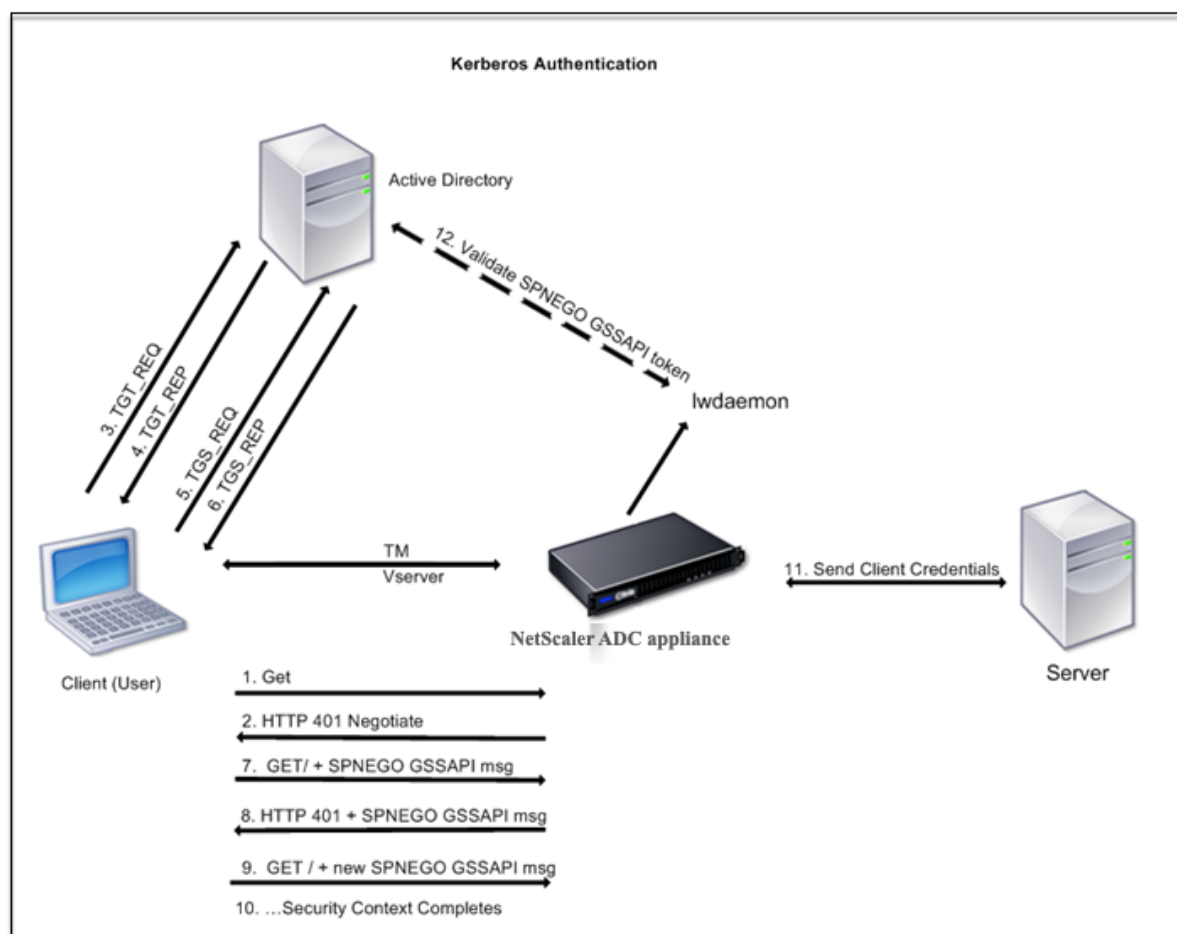 Kerberos Authentication
Active Directory
12. Validate SPNEGO GSSAPI token
lwdaemon
3. TGT_REQ
4. TGT_REP
5. TGS_REQ
6. TGS_REP
TM
Vserver
11. Send Client Credentials
Citrix
NetScaler ADC appliance
Client (User)
Server
1. Get
2. HTTP 401 Negotiate
7.  GET/ + SPNEGO GSSAPI msg
8. HTTP 401 + SPNEGO GSSAPI msg
9.  GET / + new SPNEGO GSSAPI msg
10. ...Security Context Completes